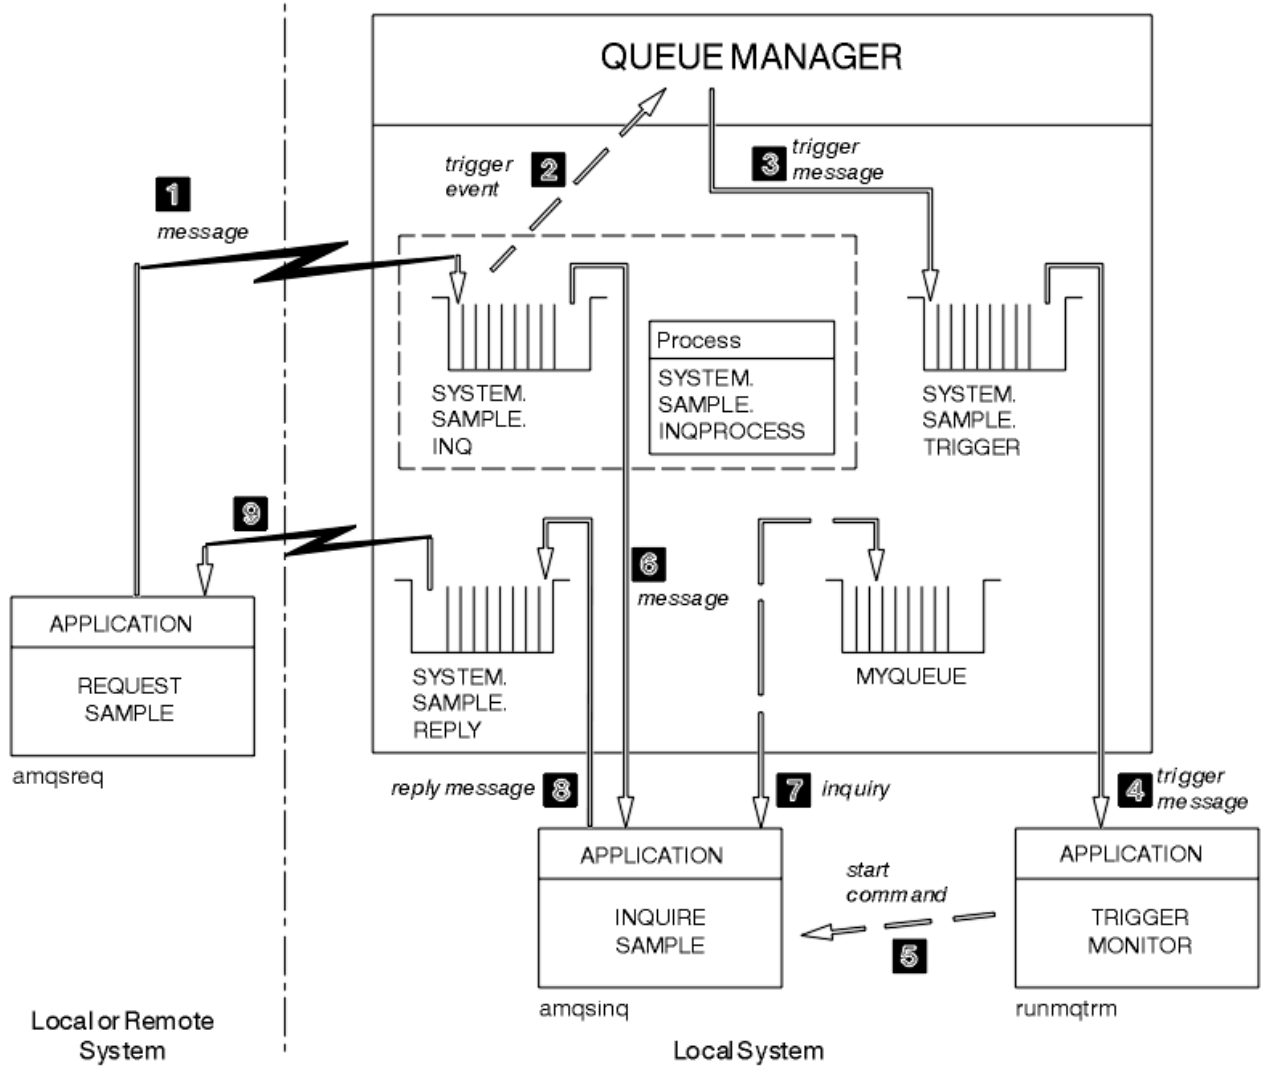 QUEUE MANAGER
1
message
trigger
event
2
3
trigger
message
SYSTEM.
SAMPLE.
INQ
Process
SYSTEM.
SAMPLE.
INQPROCESS
SYSTEM.
SAMPLE.
TRIGGER
9
6
message
APPLICATION
REQUEST
SAMPLE
amqsreq
SYSTEM.
SAMPLE.
REPLY
MYQUEUE
reply message
8
7
inquiry
4
trigger
message
APPLICATION
INQUIRE
SAMPLE
amqsinq
start
command
5
APPLICATION
TRIGGER
MONITOR
runmqtrm
Local or Remote
System
Local System